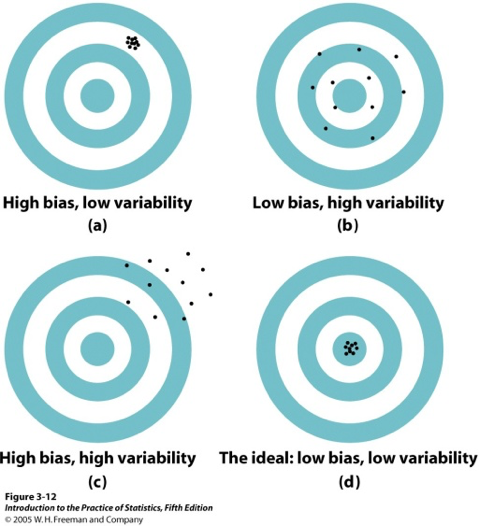 High bias, low variability
(a)
Low bias, high variability
(b)
High bias, high variability
(c)
The ideal: low bias, low variability
(d)
Figure 3-12
Introduction to the Practice of Statistics, Fifth Edition
© 2005 W. H. Freeman and Company